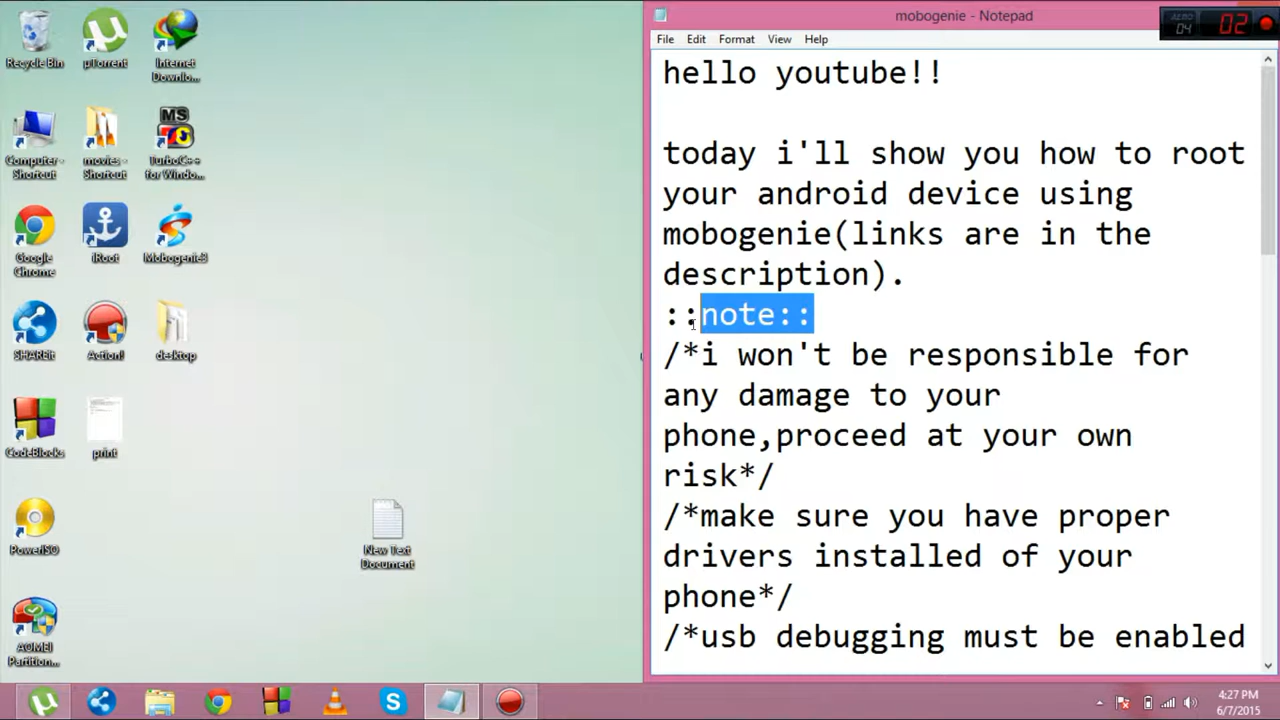 Recycle Bin
µTorrent
Internet
Downlo...
Computer -
Shortcut
movies -
Shortcut
MS
TurboC++
for Windo...
Google
Chrome
iRoot
Mobogenie3
SHAREit
Action!
desktop
CodeBlocks
print
PowerISO
New Text
Document
AOMEI
Partition...
mobogenie - Notepad
AERO
04
02
File Edit Format View Help
hello youtube!!
today i'll show you how to root
your android device using
mobogenie(links are in the
description).
::note::
/*i won't be responsible for
any damage to your
phone,proceed at your own
risk*/
/*make sure you have proper
drivers installed of your
phone*/
/*usb debugging must be enabled
4:27 PM
6/7/2015